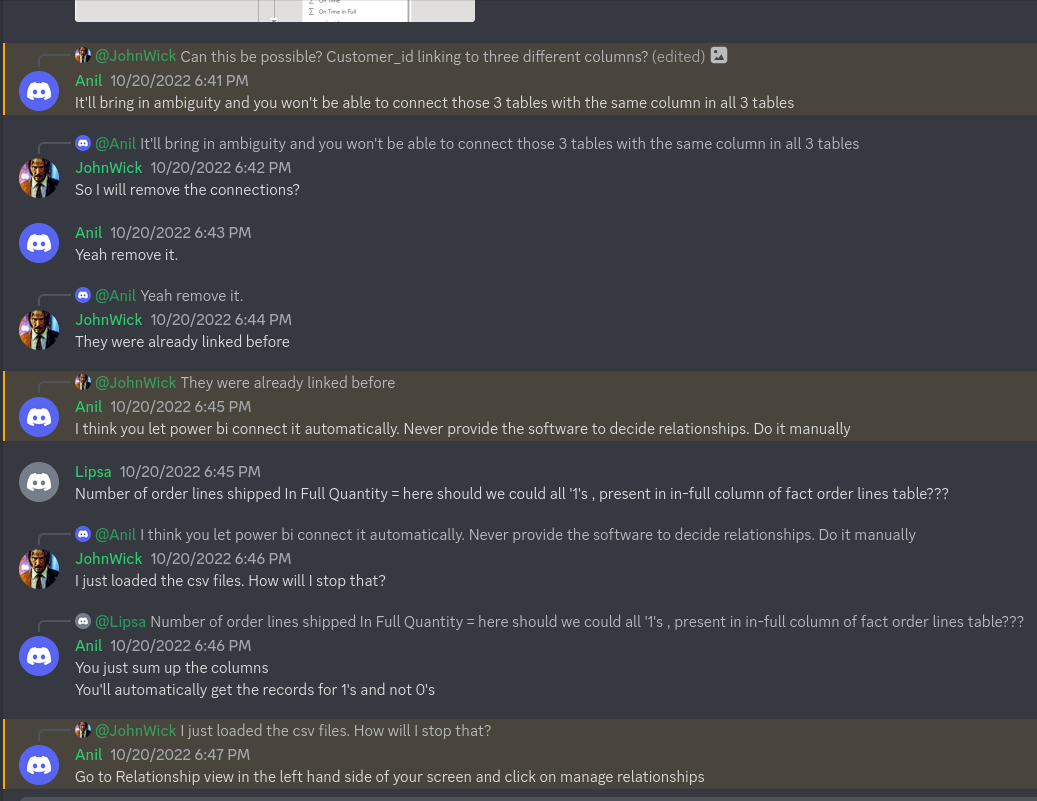 On Time
On Time In Full
@JohnWick Can this be possible? Customer_id linking to three different columns? (edited)
Anil 10/20/2022 6:41 PM
It'll bring in ambiguity and you won't be able to connect those 3 tables with the same column in all 3 tables
@Anil It'll bring in ambiguity and you won't be able to connect those 3 tables with the same column in all 3 tables
JohnWick 10/20/2022 6:42 PM
So I will remove the connections?
Anil 10/20/2022 6:43 PM
Yeah remove it.
@Anil Yeah remove it.
JohnWick 10/20/2022 6:44 PM
They were already linked before
@JohnWick They were already linked before
Anil 10/20/2022 6:45 PM
I think you let power bi connect it automatically. Never provide the software to decide relationships. Do it manually
Lipsa 10/20/2022 6:45 PM
Number of order lines shipped In Full Quantity = here should we could all '1's , present in in-full column of fact order lines table???
@Anil I think you let power bi connect it automatically. Never provide the software to decide relationships. Do it manually
JohnWick 10/20/2022 6:46 PM
I just loaded the csv files. How will I stop that?
@Lipsa Number of order lines shipped In Full Quantity = here should we could all '1's , present in in-full column of fact order lines table???
Anil 10/20/2022 6:46 PM
You just sum up the columns
You'll automatically get the records for 1's and not 0's
@JohnWick I just loaded the csv files. How will I stop that?
Anil 10/20/2022 6:47 PM
Go to Relationship view in the left hand side of your screen and click on manage relationships